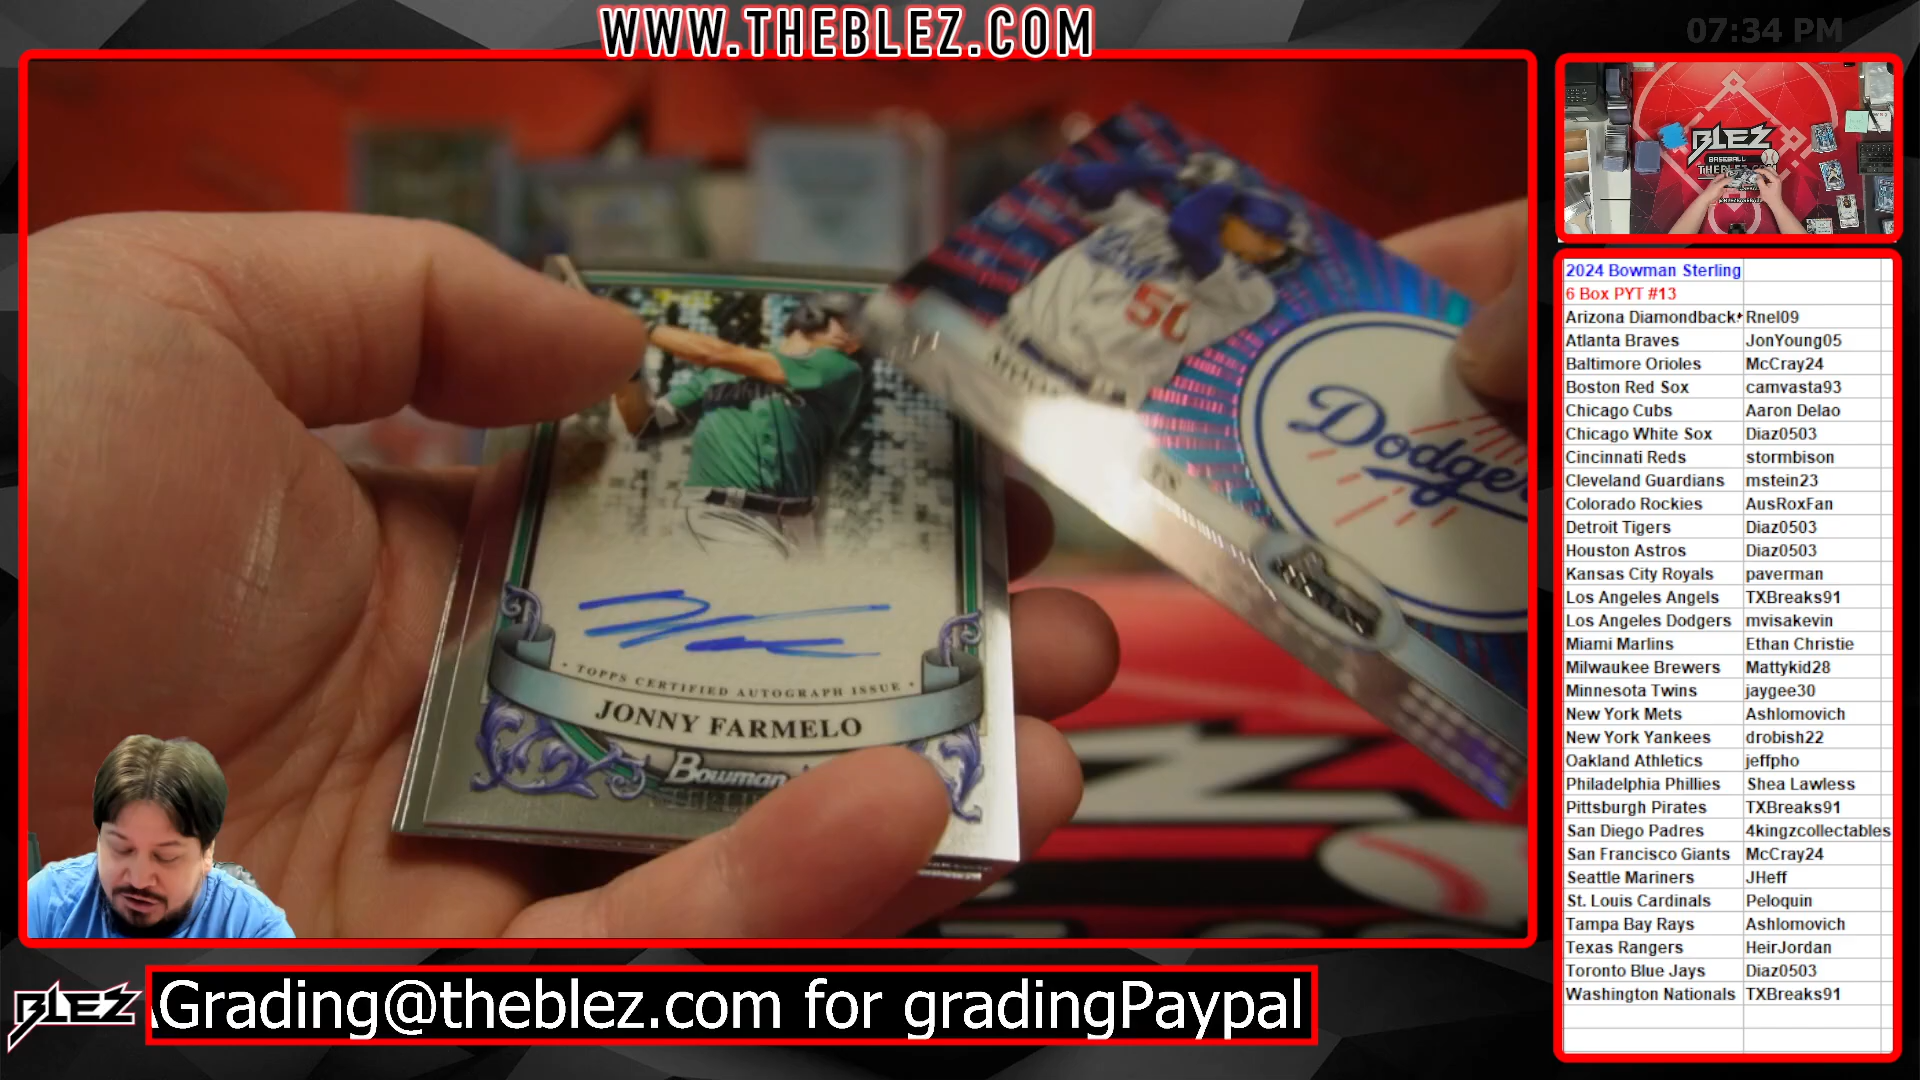 WWW.THEBLEZ.COM
07:34 PM
BLEZ
BASEBALL
50
Dodgers
TOPPS CERTIFIED AUTOGRAPH ISSUE
JONNY FARMELO
Bowman
2024 Bowman Sterling
6 Box PYT #13
Arizona Diamondback Rnel09
Atlanta Braves JonYoung05
Baltimore Orioles McCray24
Boston Red Sox camvasta93
Chicago Cubs Aaron Delao
Chicago White Sox Diaz0503
Cincinnati Reds stormbison
Cleveland Guardians mstein23
Colorado Rockies AusRoxFan
Detroit Tigers Diaz0503
Houston Astros Diaz0503
Kansas City Royals paverman
Los Angeles Angels TXBreaks91
Los Angeles Dodgers mvisakevin
Miami Marlins Ethan Christie
Milwaukee Brewers Mattykid28
Minnesota Twins jaygee30
New York Mets Ashlomovich
New York Yankees drobish22
Oakland Athletics jeffpho
Philadelphia Phillies Shea Lawless
Pittsburgh Pirates TXBreaks91
San Diego Padres 4kingzcollectables
San Francisco Giants McCray24
Seattle Mariners JHeff
St. Louis Cardinals Peloquin
Tampa Bay Rays Ashlomovich
Texas Rangers HeirJordan
Toronto Blue Jays Diaz0503
Washington Nationals TXBreaks91
BLEZ
Grading@theblez.com for gradingPaypal